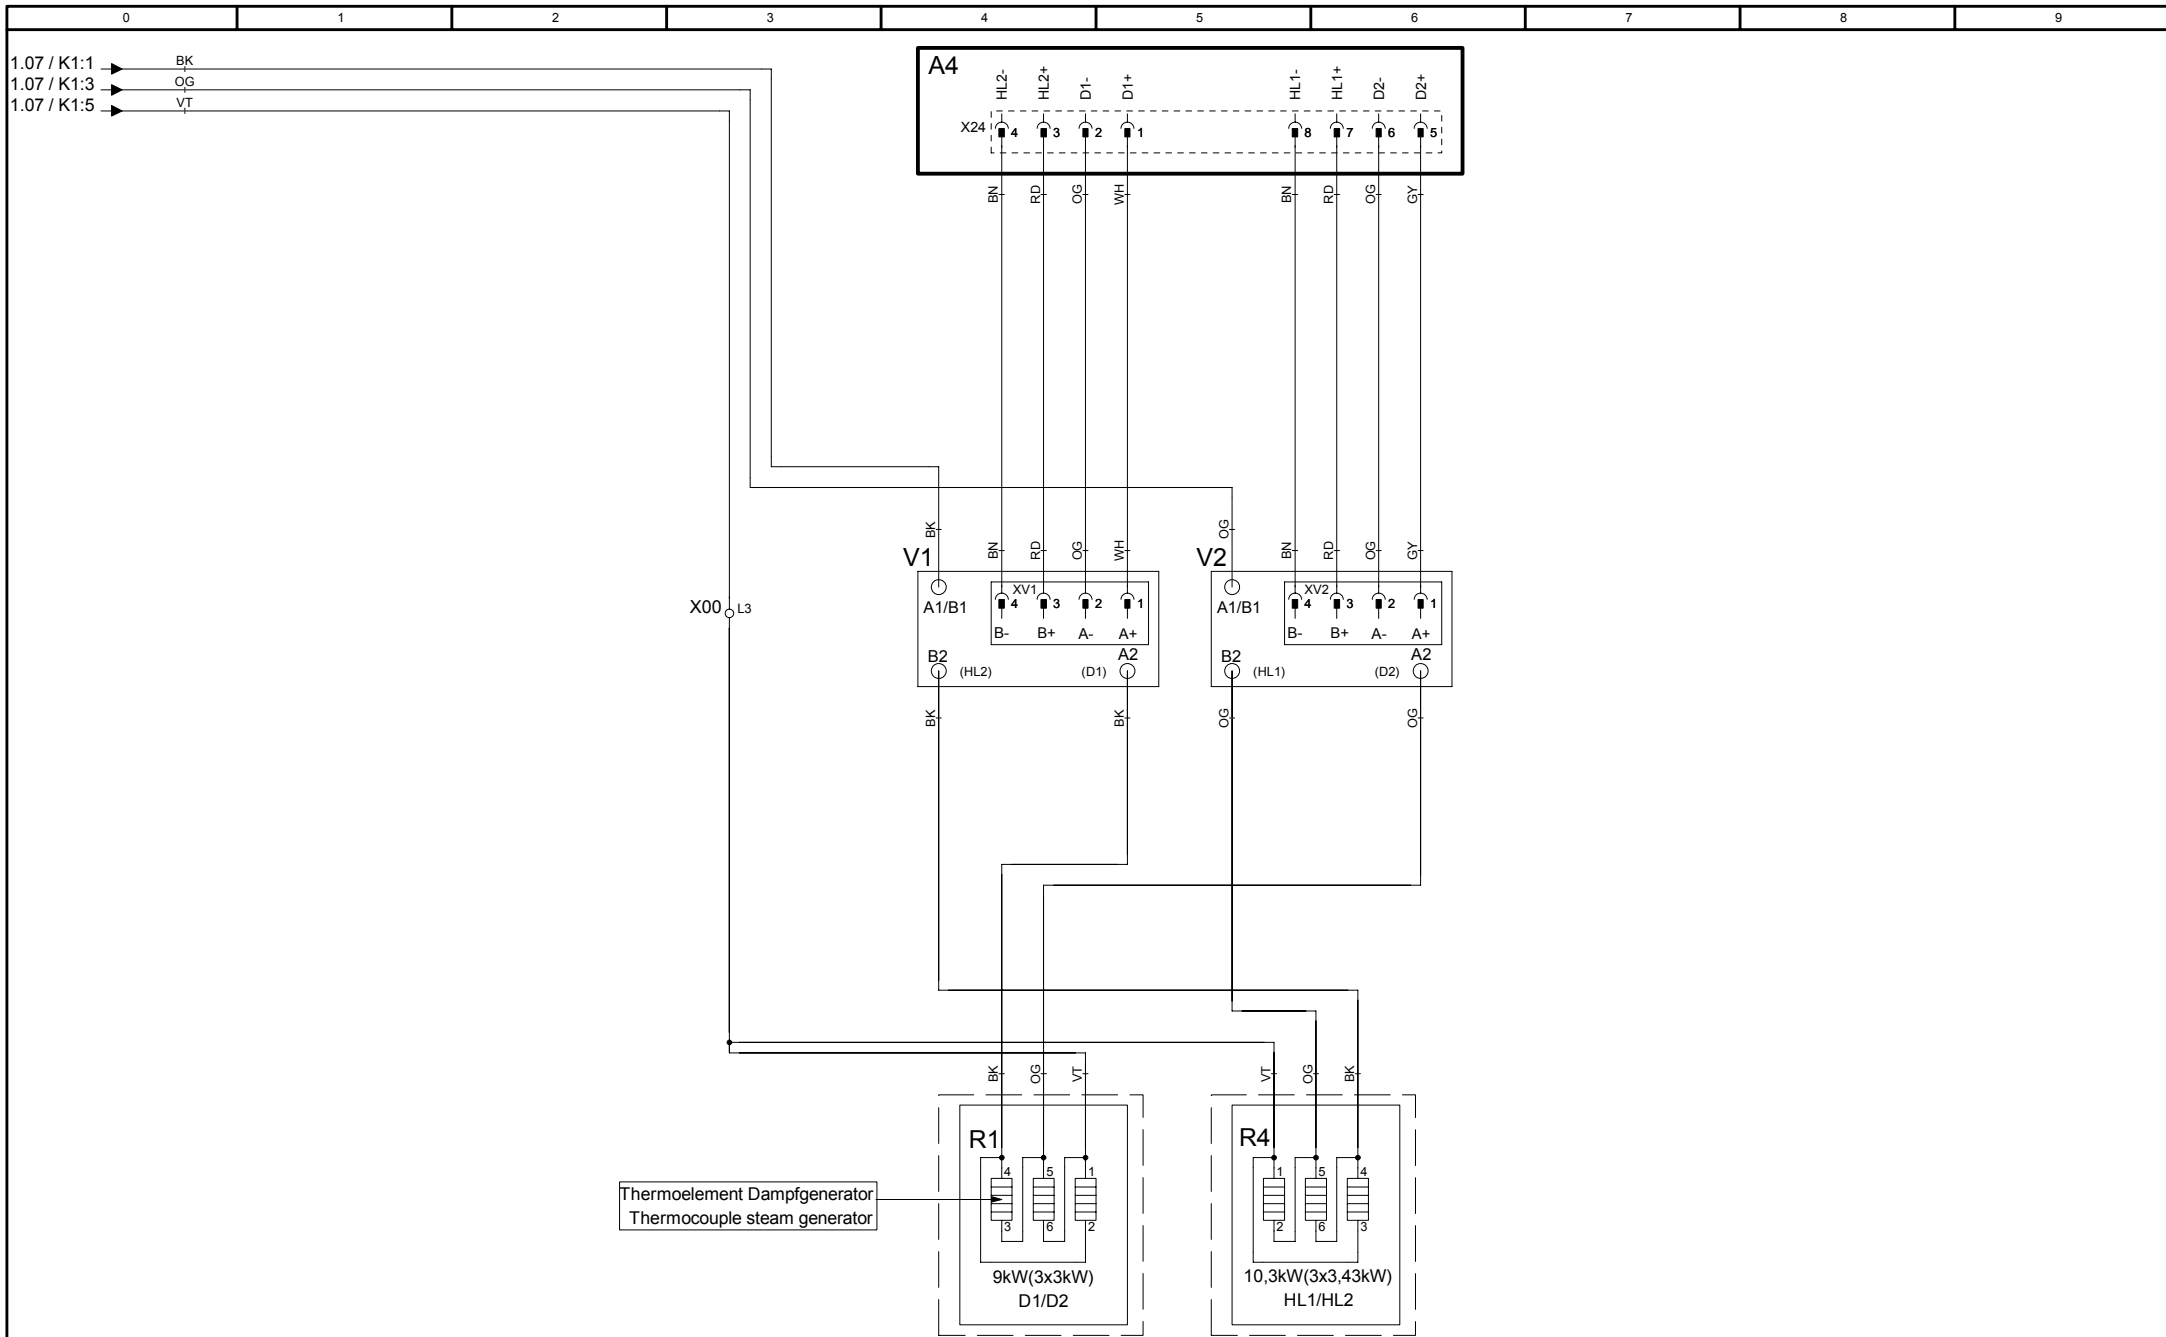 0 1 2 3 4 5 6 7 8 9
1.07 / K1:1 BK
1.07 / K1:3 OG
1.07 / K1:5 VT
A4
HL2- HL2+ D1- D1+ HL1- HL1+ D2- D2+
X24 4 3 2 1 8 7 6 5
BN RD OG WH BN RD OG GY
BK BN RD OG WH OG BN RD OG GY
V1 V2
XV1 XV2
A1/B1 4 3 2 1 A1/B1 4 3 2 1
X00 L3
B- B+ A- A+ B- B+ A- A+
B2 A2 B2 A2
(HL2) (D1) (HL1) (D2)
BK BK OG OG
BK OG VT VT OG BK
R1 R4
4 5 1 1 5 4
Thermoelement Dampfgenerator
Thermocouple steam generator
3 6 2 2 6 3
9kW(3x3kW) 10,3kW(3x3,43kW)
D1/D2 HL1/HL2